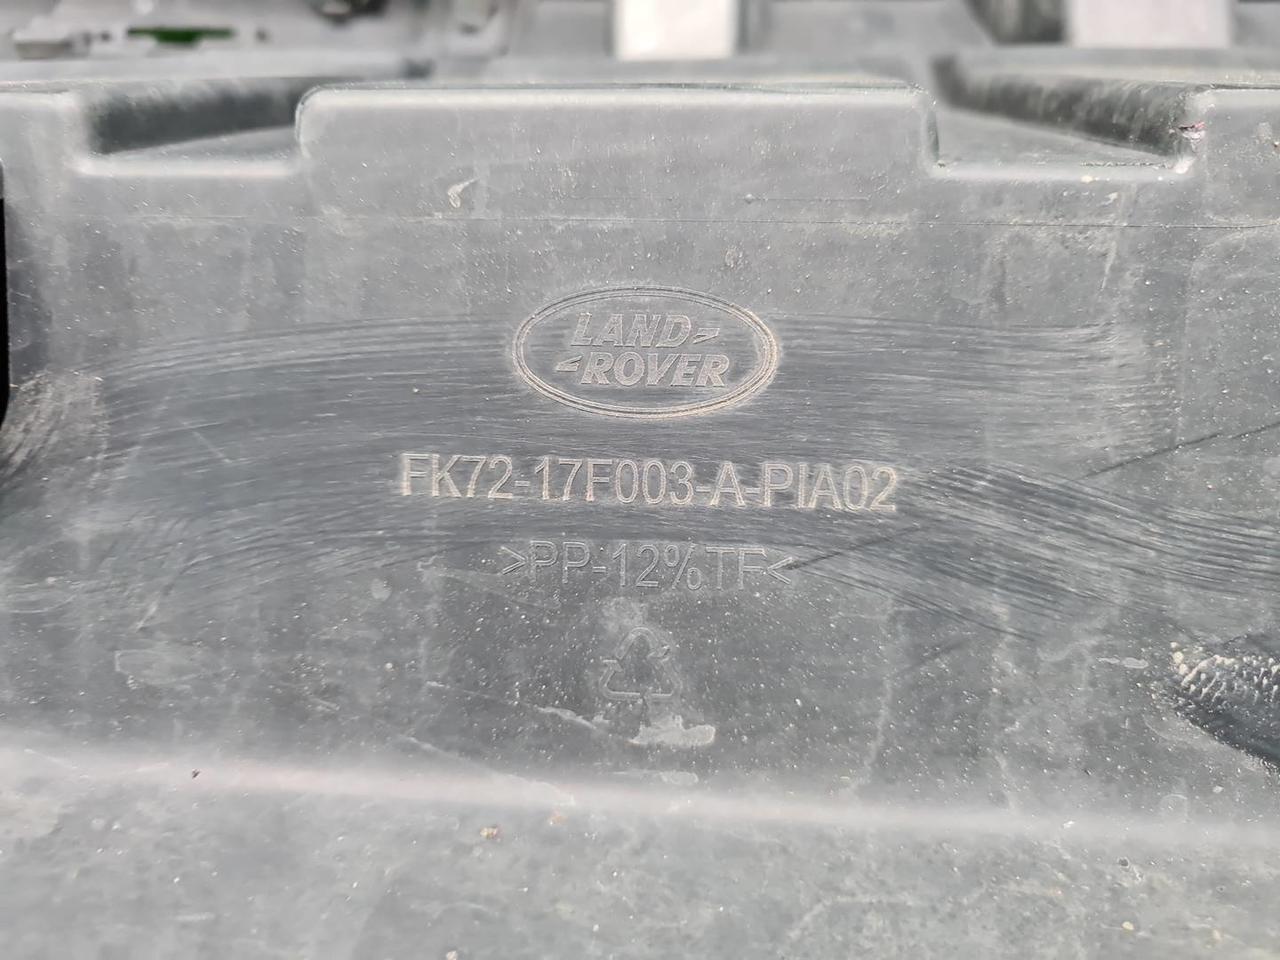 LAND
ROVER
FK72-17F003-A-PIA02
>PP-12%TF<